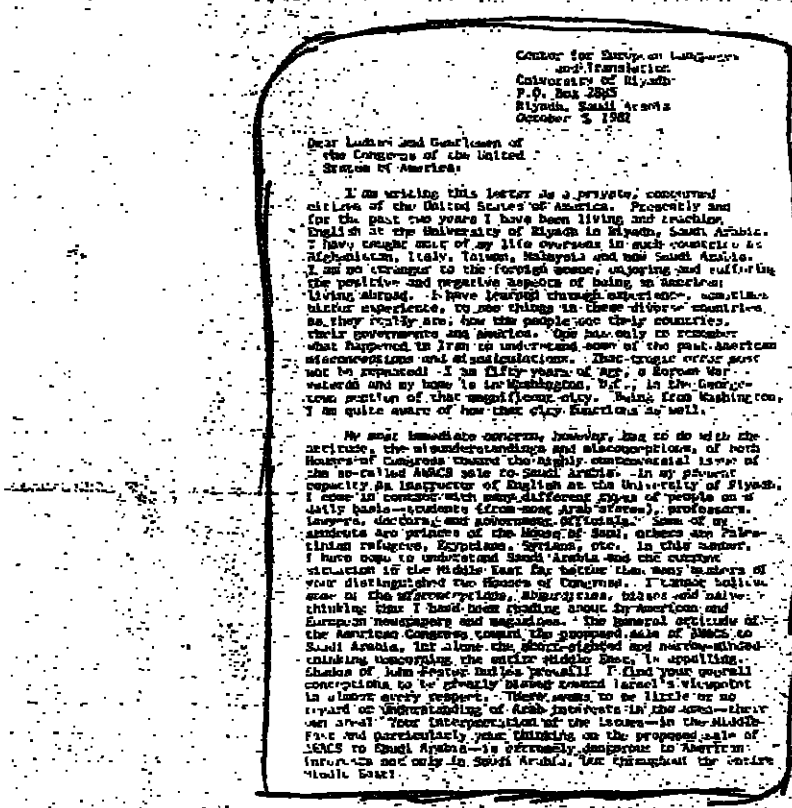 Center for European Languages
and Translation
University of Riyadh
P.O. Box 2885
Riyadh, Saudi Arabia
October 3, 1981
Dear Ladies and Gentlemen of
the Congress of the United
States of America:
I am writing this letter as a private, concerned
citizen of the United States of America. Presently and
for the past two years I have been living and teaching
English at the University of Riyadh in Riyadh, Saudi Arabia.
I have taught most of my life overseas in such countries as
Afghanistan, Italy, Taiwan, Malaysia and now Saudi Arabia.
I am no stranger to the foreign scene, enjoying and suffering
the positive and negative aspects of being an American
living abroad. I have learned through experience, sometimes
bitter experience, to see things in these diverse countries
as they really are; how the people see their countries,
their governments and America. One has only to remember
what happened in Iran to understand some of the past American
misconceptions and miscalculations. That tragic error must
not be repeated! I am fifty years of age, a Korean War
veteran and my home is in Washington, D.C., in the George-
town section of that magnificent city. Being from Washington,
I am quite aware of how that city functions as well.
My most immediate concern, however, has to do with the
attitude, the misunderstandings and misconceptions, of both
Houses of Congress toward the highly controversial issue of
the so-called AWACS sale to Saudi Arabia. In my present
capacity as instructor of English at the University of Riyadh,
I come in contact with many different types of people on a
daily basis—students (from most Arab states), professors,
lawyers, doctors, and government officials. Some of my
students are princes of the House of Saud, others are Pales-
tinian refugees, Egyptians, Syrians, etc. In this manner,
I have come to understand Saudi Arabia and the current
situation in the Middle East far better than many members of
your distinguished two Houses of Congress. I cannot believe
some of the misconceptions, absurdities, biases and naive
thinking that I have been reading about in American and
European newspapers and magazines. The general attitude of
the American Congress toward the proposed sale of AWACS to
Saudi Arabia, let alone the short-sighted and narrow-minded
thinking concerning the entire Middle East, is appalling.
Shades of John Foster Dulles prevail! I find your overall
conceptions to be greatly biased toward Israel's viewpoint
in almost every respect. There seems to be little or no
regard or understanding of Arab interests in the area—their
own area! Your interpretation of the issues—in the Middle
East and particularly your thinking on the proposed sale of
AWACS to Saudi Arabia—is extremely dangerous to American
interests not only in Saudi Arabia, but throughout the entire
Middle East!